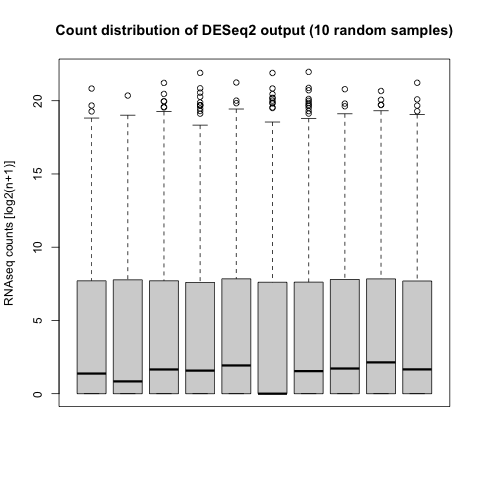 Count distribution of DESeq2 output (10 random samples)
RNAseq counts [log2(n+1)]
20
15
10
5
0